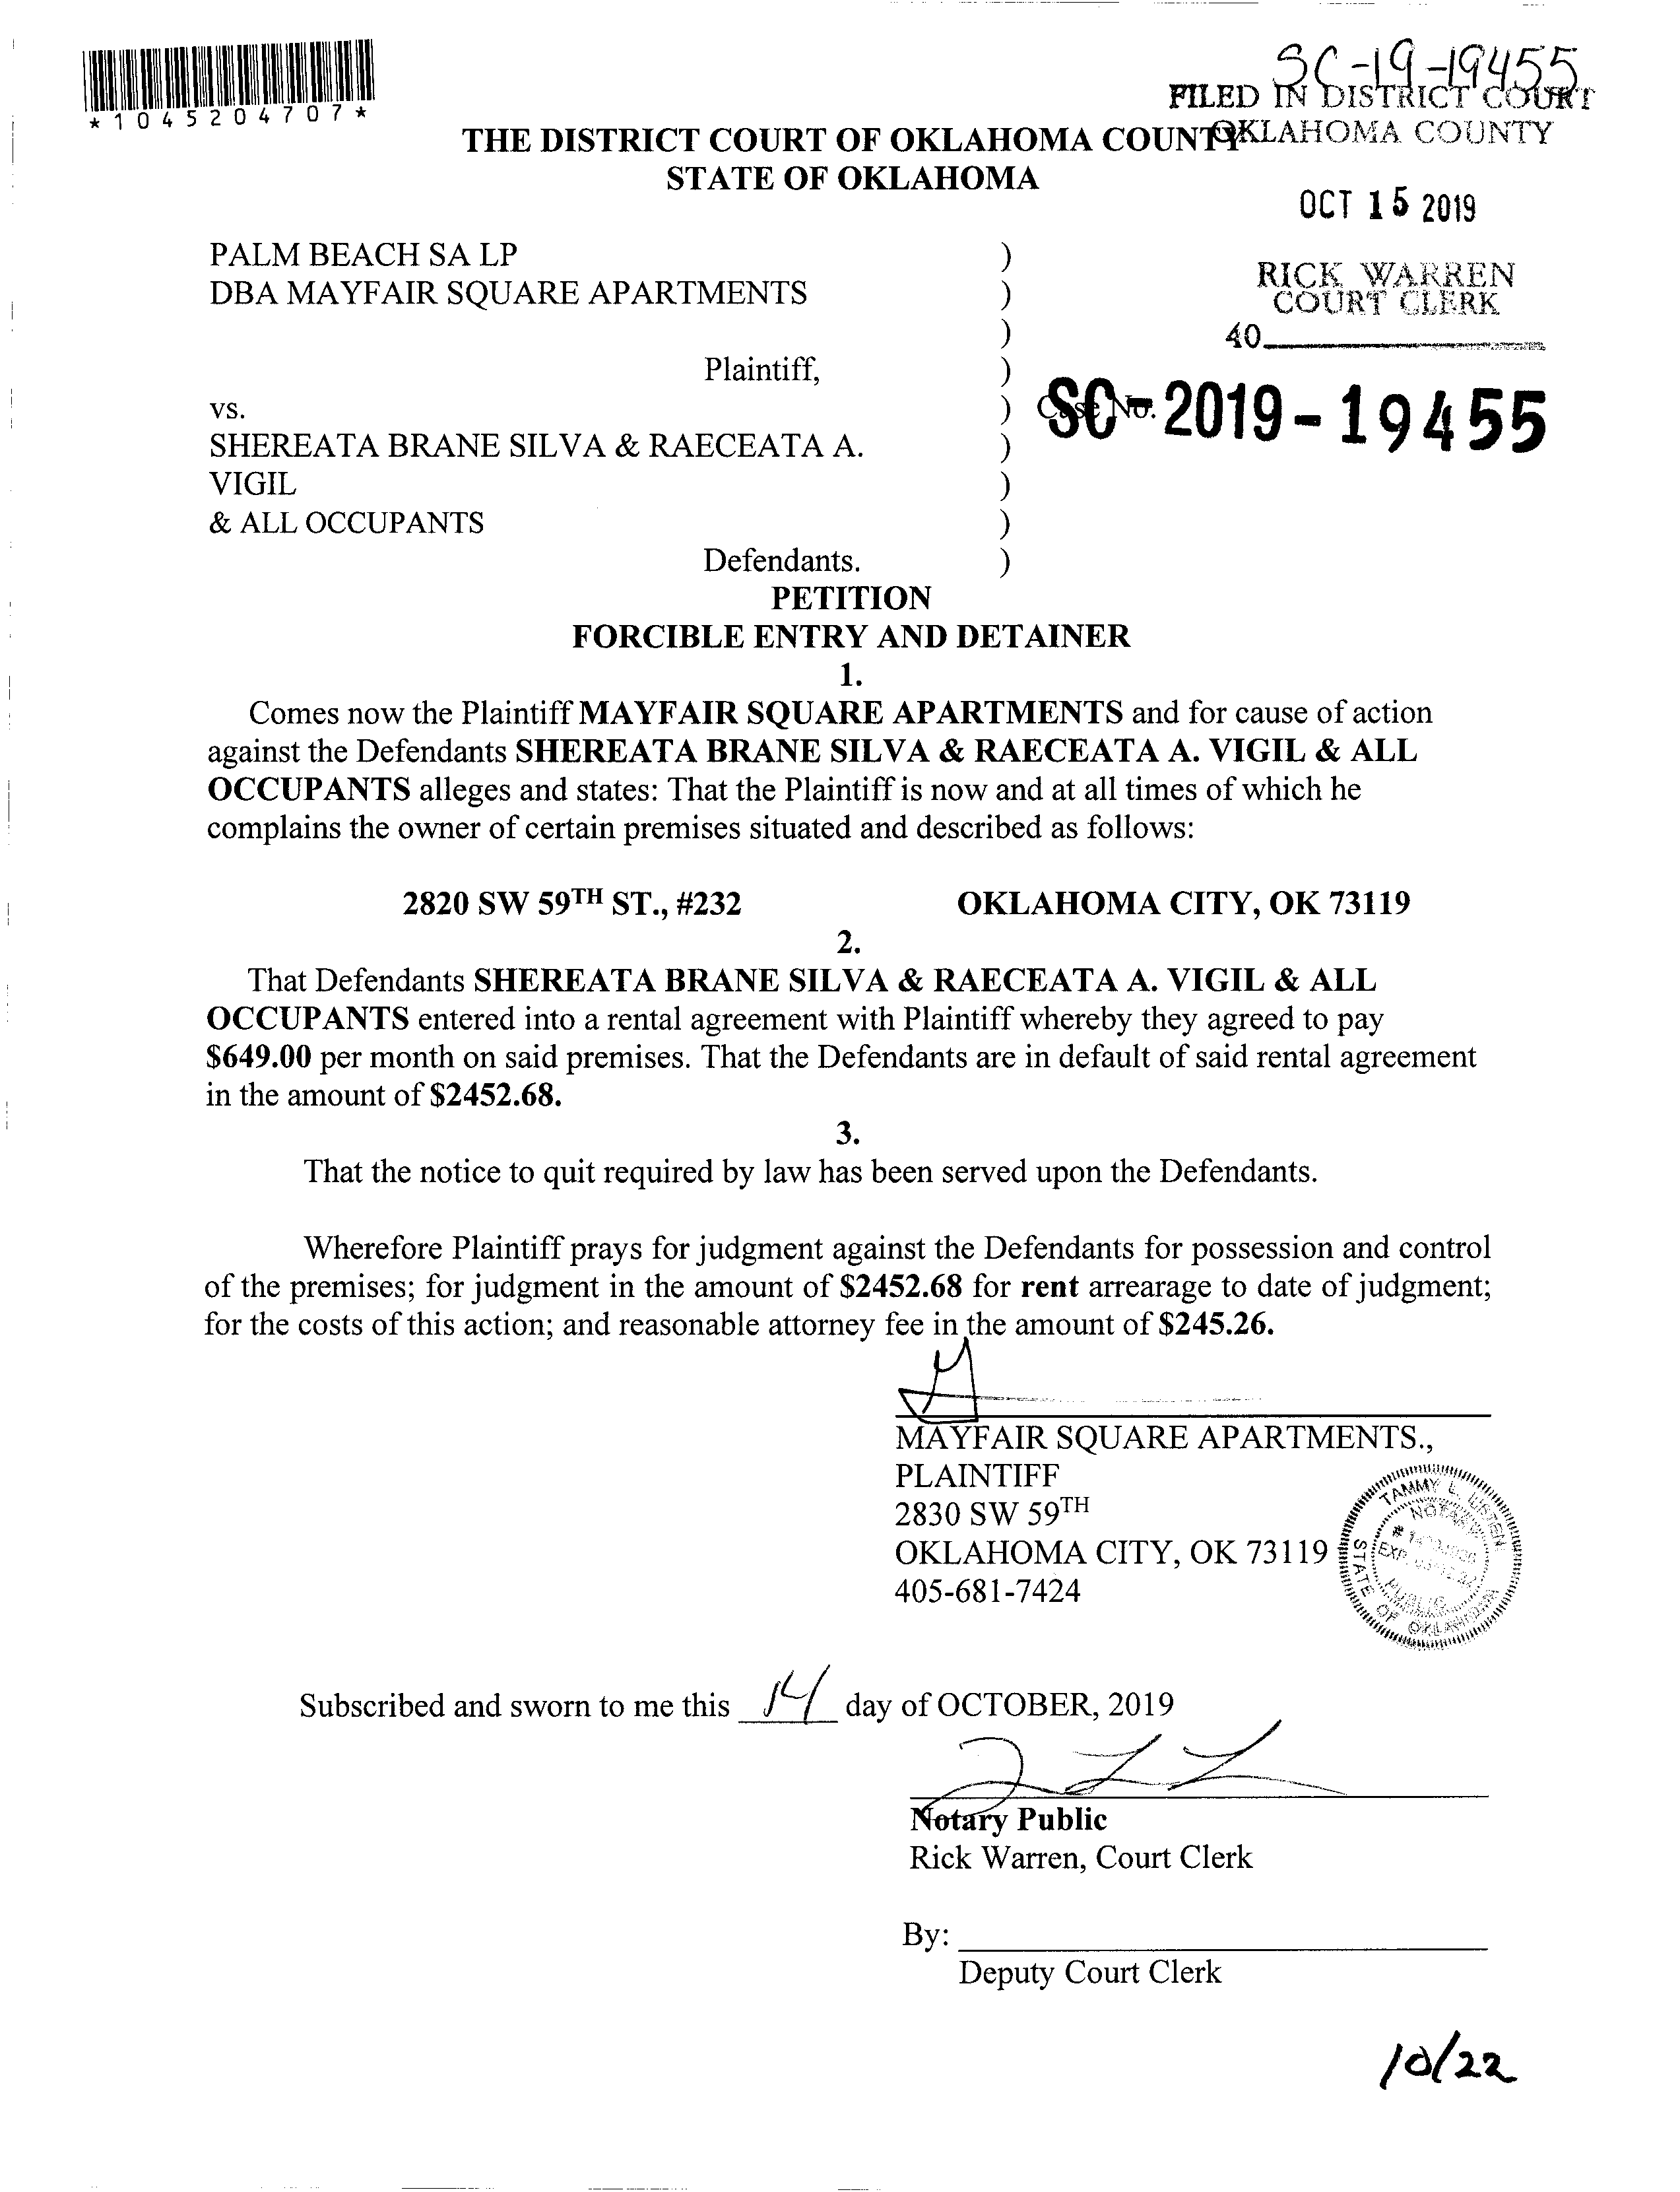 SC-19-19455
*1045204707*
FILED IN DISTRICT COURT
OKLAHOMA COUNTY
THE DISTRICT COURT OF OKLAHOMA COUNTY
STATE OF OKLAHOMA
OCT 15 2019
PALM BEACH SA LP )
DBA MAYFAIR SQUARE APARTMENTS )
RICK WARREN
COURT CLERK
)
40
Plaintiff, )
vs. ) Case No.
SC-2019-19455
SHEREATA BRANE SILVA & RAECEATA A. )
VIGIL )
& ALL OCCUPANTS )
Defendants. )
PETITION
FORCIBLE ENTRY AND DETAINER
1.
Comes now the Plaintiff MAYFAIR SQUARE APARTMENTS and for cause of action
against the Defendants SHEREATA BRANE SILVA & RAECEATA A. VIGIL & ALL
OCCUPANTS alleges and states: That the Plaintiff is now and at all times of which he
complains the owner of certain premises situated and described as follows:
2820 SW 59TH ST., #232 OKLAHOMA CITY, OK 73119
2.
That Defendants SHEREATA BRANE SILVA & RAECEATA A. VIGIL & ALL
OCCUPANTS entered into a rental agreement with Plaintiff whereby they agreed to pay
$649.00 per month on said premises. That the Defendants are in default of said rental agreement
in the amount of $2452.68.
3.
That the notice to quit required by law has been served upon the Defendants.
Wherefore Plaintiff prays for judgment against the Defendants for possession and control
of the premises; for judgment in the amount of $2452.68 for rent arrearage to date of judgment;
for the costs of this action; and reasonable attorney fee in the amount of $245.26.
MAYFAIR SQUARE APARTMENTS.,
PLAINTIFF
2830 SW 59TH
OKLAHOMA CITY, OK 73119
405-681-7424
TAMMY L.
NOTARY
#
EXP.
PUBLIC
STATE OF OKLAHOMA
Subscribed and sworn to me this 14 day of OCTOBER, 2019
Notary Public
Rick Warren, Court Clerk
By:
Deputy Court Clerk
10/22